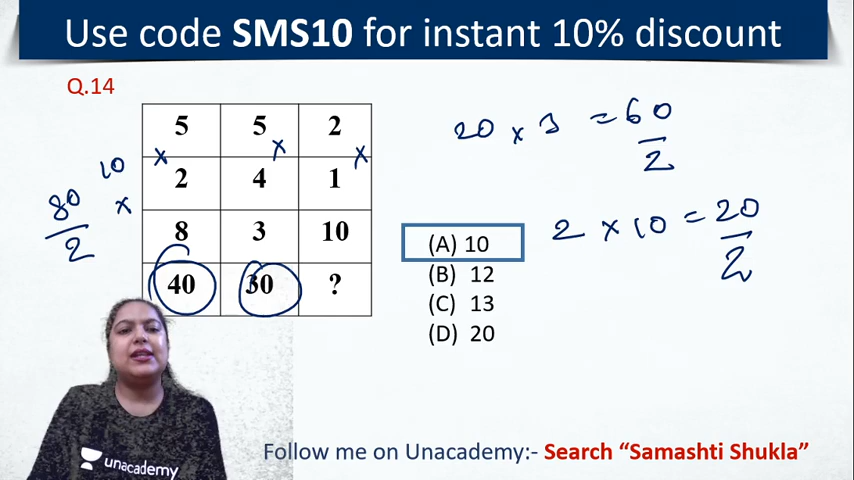 Use code SMS10 for instant 10% discount
Q.14
5 5 2
2 4 1
8 3 10
40 30 ?
× × ×
10
×
80
2
20 × 3 = 60
2
2 × 10 = 20
2
(A) 10
(B) 12
(C) 13
(D) 20
unacademy
Follow me on Unacademy:- Search “Samashti Shukla”